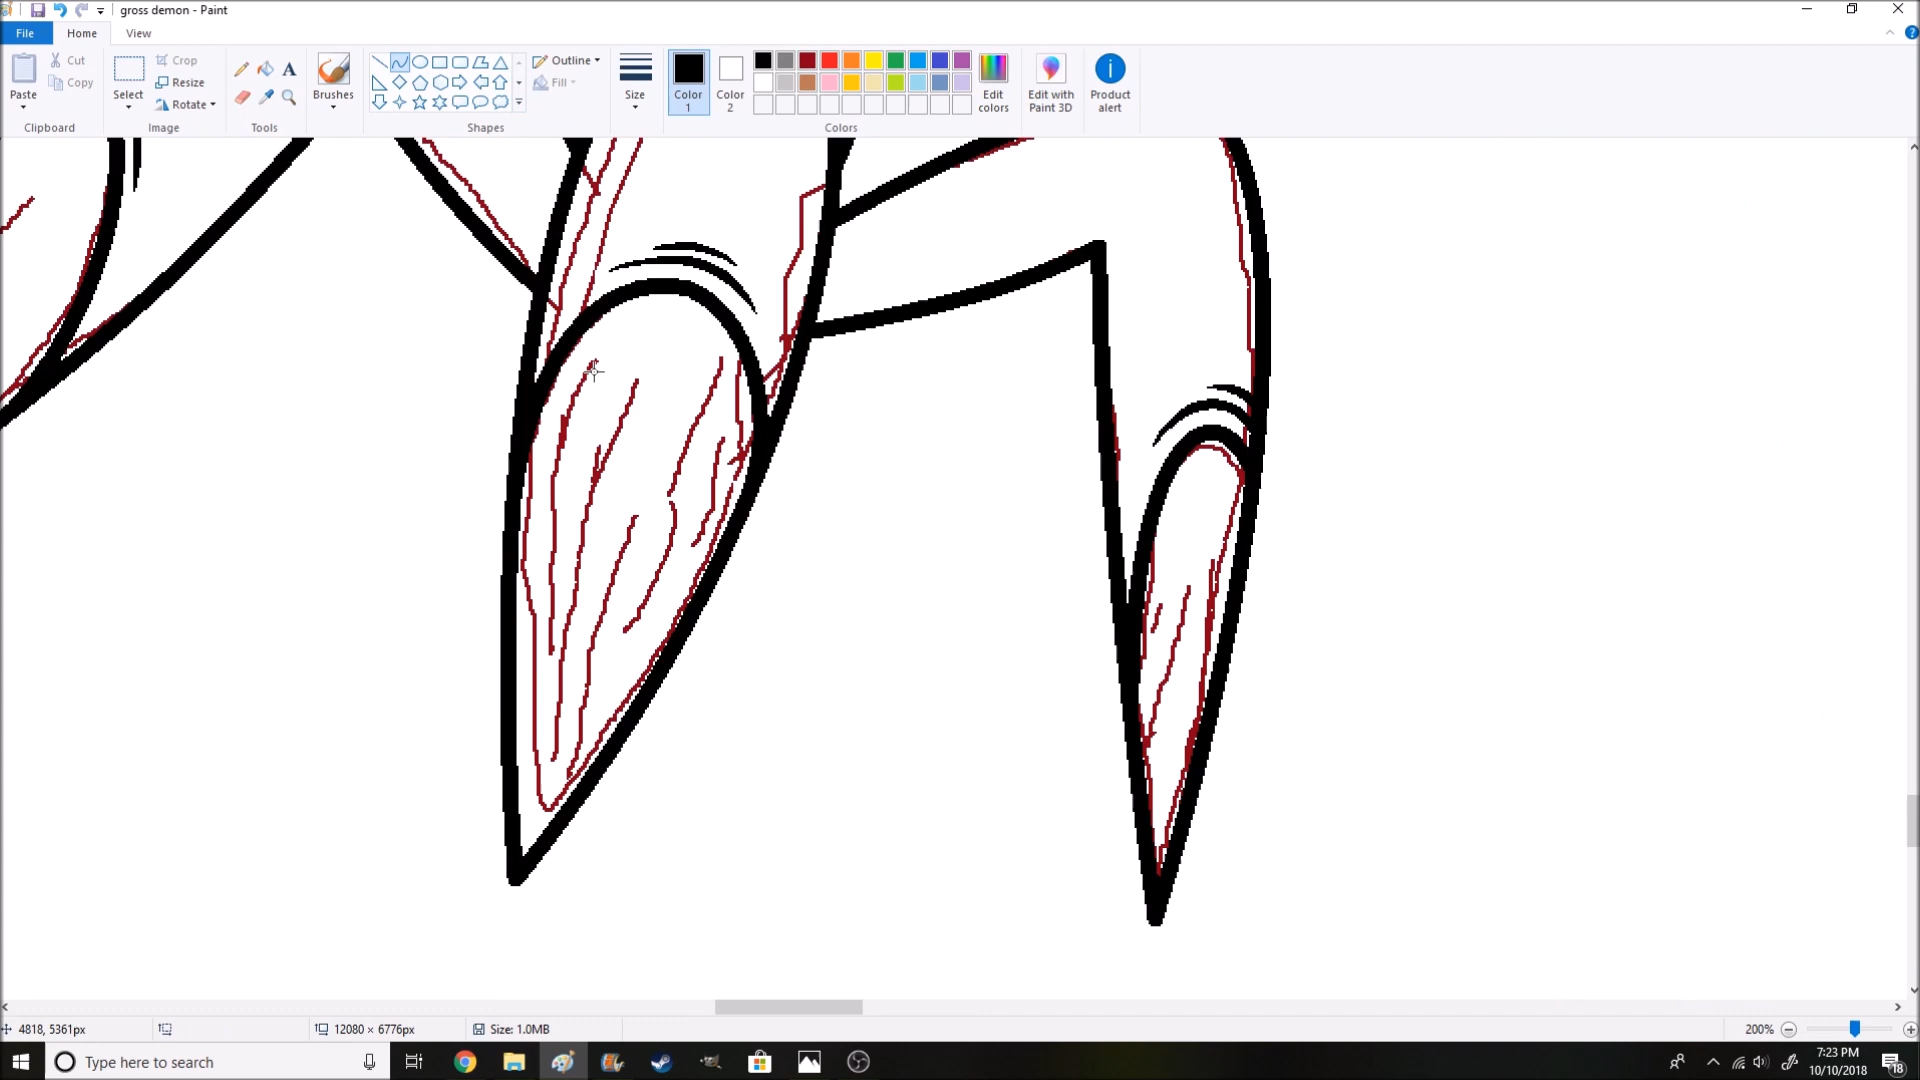 gross demon - Paint
File Home View
Paste Cut Copy Clipboard
Select Crop Resize Rotate Image
A Tools
Brushes
Shapes Outline Fill
Size
Color 1 Color 2 Edit colors Colors
Edit with Paint 3D
Product alert
4818, 5361px 12080 × 6776px Size: 1.0MB 200%
Type here to search
7:23 PM
10/10/2018
18